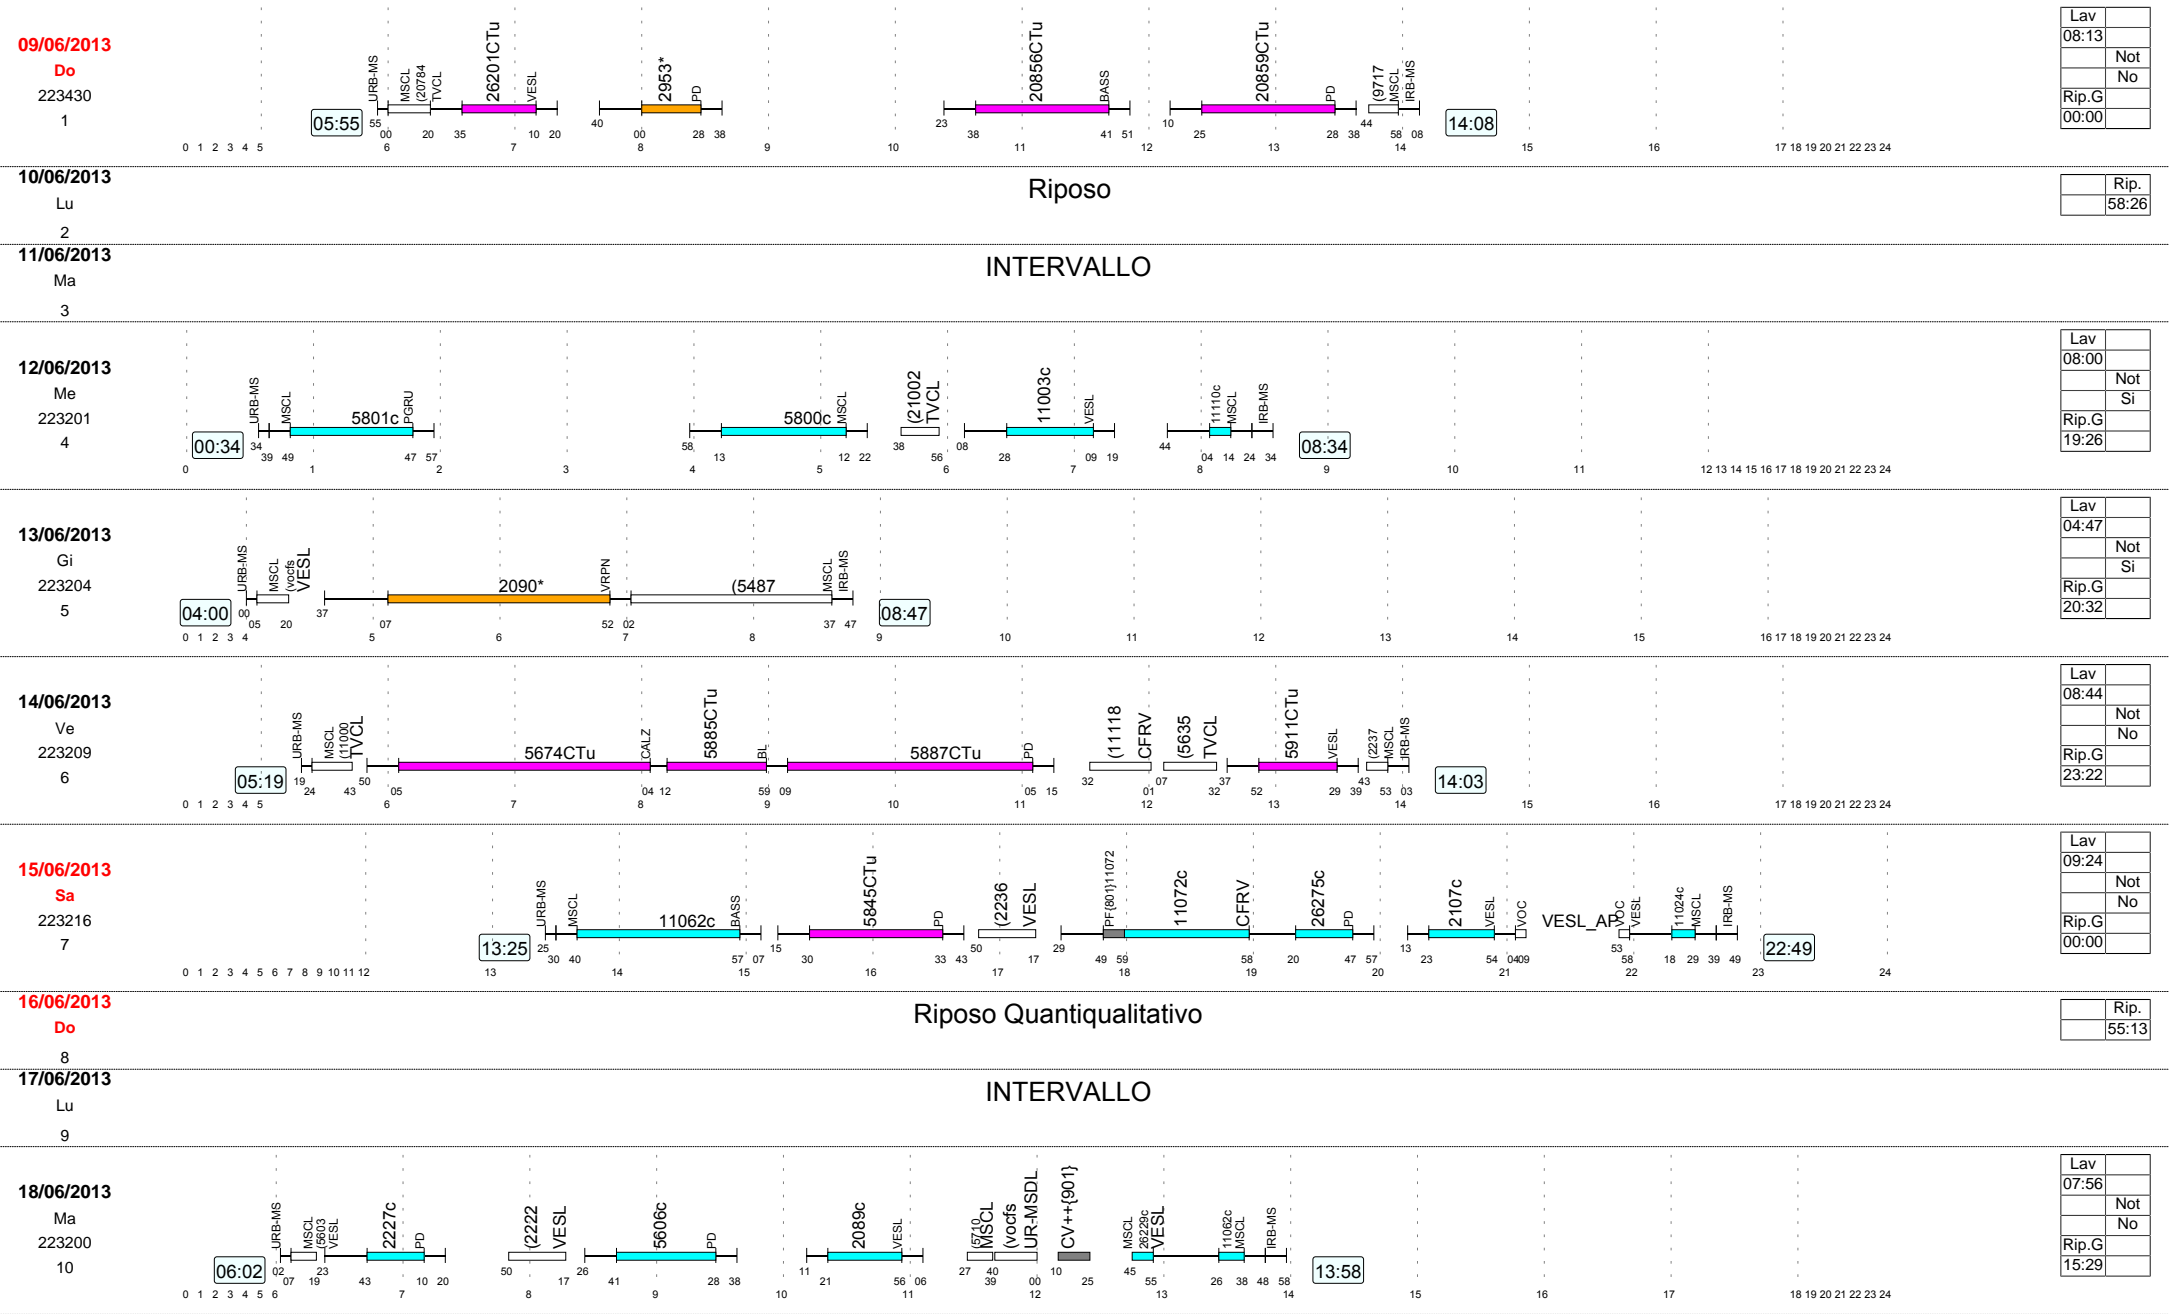 09/06/2013
Do
223430
1
05:55
URB-MS
MSCL
(20784
TVCL
26201CTu
VESL
2953*
PD
20856CTu
BASS
20859CTu
PD
(9717
MSCL
IRB-MS
14:08
55 00 20 35 10 20 40 00 28 38 23 38 41 51 10 25 28 38 44 58 08
0 1 2 3 4 5 6 7 8 9 10 11 12 13 14 15 16 17 18 19 20 21 22 23 24
Lav
08:13
Not
No
Rip.G
00:00
10/06/2013
Lu
2
Riposo
Rip.
58:26
11/06/2013
Ma
3
INTERVALLO
12/06/2013
Me
223201
4
00:34
URB-MS
MSCL
5801c
PGRU
5800c
MSCL
(21002
TVCL
11003c
VESL
11110c
MSCL
IRB-MS
08:34
34 39 49 47 57 58 13 12 22 38 56 08 28 09 19 44 04 14 24 34
0 1 2 3 4 5 6 7 8 9 10 11 12 13 14 15 16 17 18 19 20 21 22 23 24
Lav
08:00
Not
Si
Rip.G
19:26
13/06/2013
Gi
223204
5
04:00
URB-MS
MSCL
(vocfs
VESL
2090*
VRPN
(5487
MSCL
IRB-MS
08:47
00 05 20 37 07 52 02 37 47
0 1 2 3 4 5 6 7 8 9 10 11 12 13 14 15 16 17 18 19 20 21 22 23 24
Lav
04:47
Not
Si
Rip.G
20:32
14/06/2013
Ve
223209
6
05:19
URB-MS
MSCL
(11000
TVCL
5674CTu
CALZ
5885CTu
BL
5887CTu
PD
(11118
CFRV
(5635
TVCL
5911CTu
VESL
(2237
MSCL
IRB-MS
14:03
19 24 43 50 05 04 12 59 09 05 15 32 01 07 32 37 52 29 39 43 53 03
0 1 2 3 4 5 6 7 8 9 10 11 12 13 14 15 16 17 18 19 20 21 22 23 24
Lav
08:44
Not
No
Rip.G
23:22
15/06/2013
Sa
223216
7
13:25
URB-MS
MSCL
11062c
BASS
5845CTu
PD
(2236
VESL
PF{801}11072
11072c
CFRV
26275c
PD
2107c
VESL
VOC
VESL_AP
VOC
VESL
11024c
MSCL
IRB-MS
22:49
25 30 40 57 07 15 30 33 43 50 17 29 49 59 58 20 47 57 13 23 54 04 09 53 58 18 29 39 49
0 1 2 3 4 5 6 7 8 9 10 11 12 13 14 15 16 17 18 19 20 21 22 23 24
Lav
09:24
Not
No
Rip.G
00:00
16/06/2013
Do
8
Riposo Quantiqualitativo
Rip.
55:13
17/06/2013
Lu
9
INTERVALLO
18/06/2013
Ma
223200
10
06:02
URB-MS
MSCL
(5603
VESL
2227c
PD
(2222
VESL
5606c
PD
2089c
VESL
(5710
MSCL
(vocfs
UR-MSDL
CV++{901}
MSCL
26229c
VESL
11062c
MSCL
IRB-MS
13:58
02 07 19 23 43 10 20 50 17 26 41 28 38 11 21 56 06 27 39 40 00 10 25 45 55 26 38 48 58
0 1 2 3 4 5 6 7 8 9 10 11 12 13 14 15 16 17 18 19 20 21 22 23 24
Lav
07:56
Not
No
Rip.G
15:29